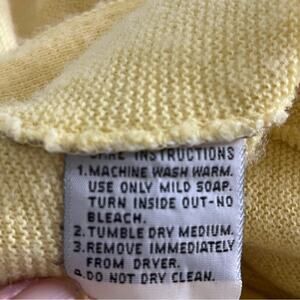 CARE INSTRUCTIONS
1. MACHINE WASH WARM.
USE ONLY MILD SOAP.
TURN INSIDE OUT-NO
BLEACH.
2. TUMBLE DRY MEDIUM.
3. REMOVE IMMEDIATELY
FROM DRYER.
DO NOT DRY CLEAN.